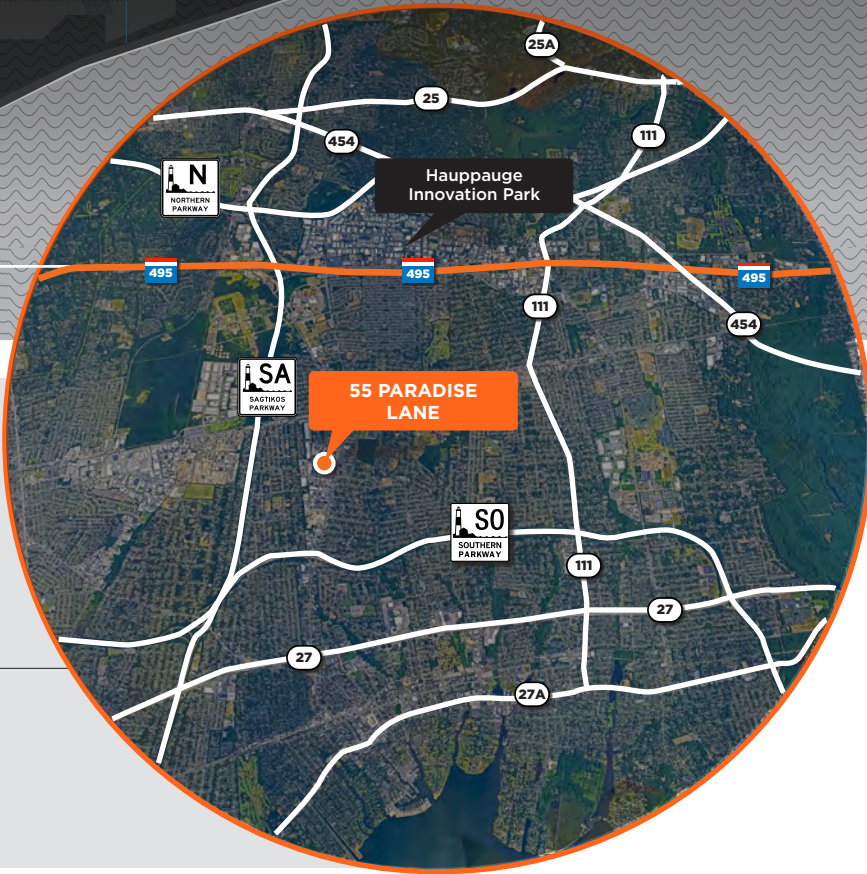 25A
25
454
111
N
NORTHERN
PARKWAY
Hauppauge
Innovation Park
495
495
495
111
454
SA
SAGTIKOS
PARKWAY
55 PARADISE
LANE
SO
SOUTHERN
PARKWAY
111
27
27
27A